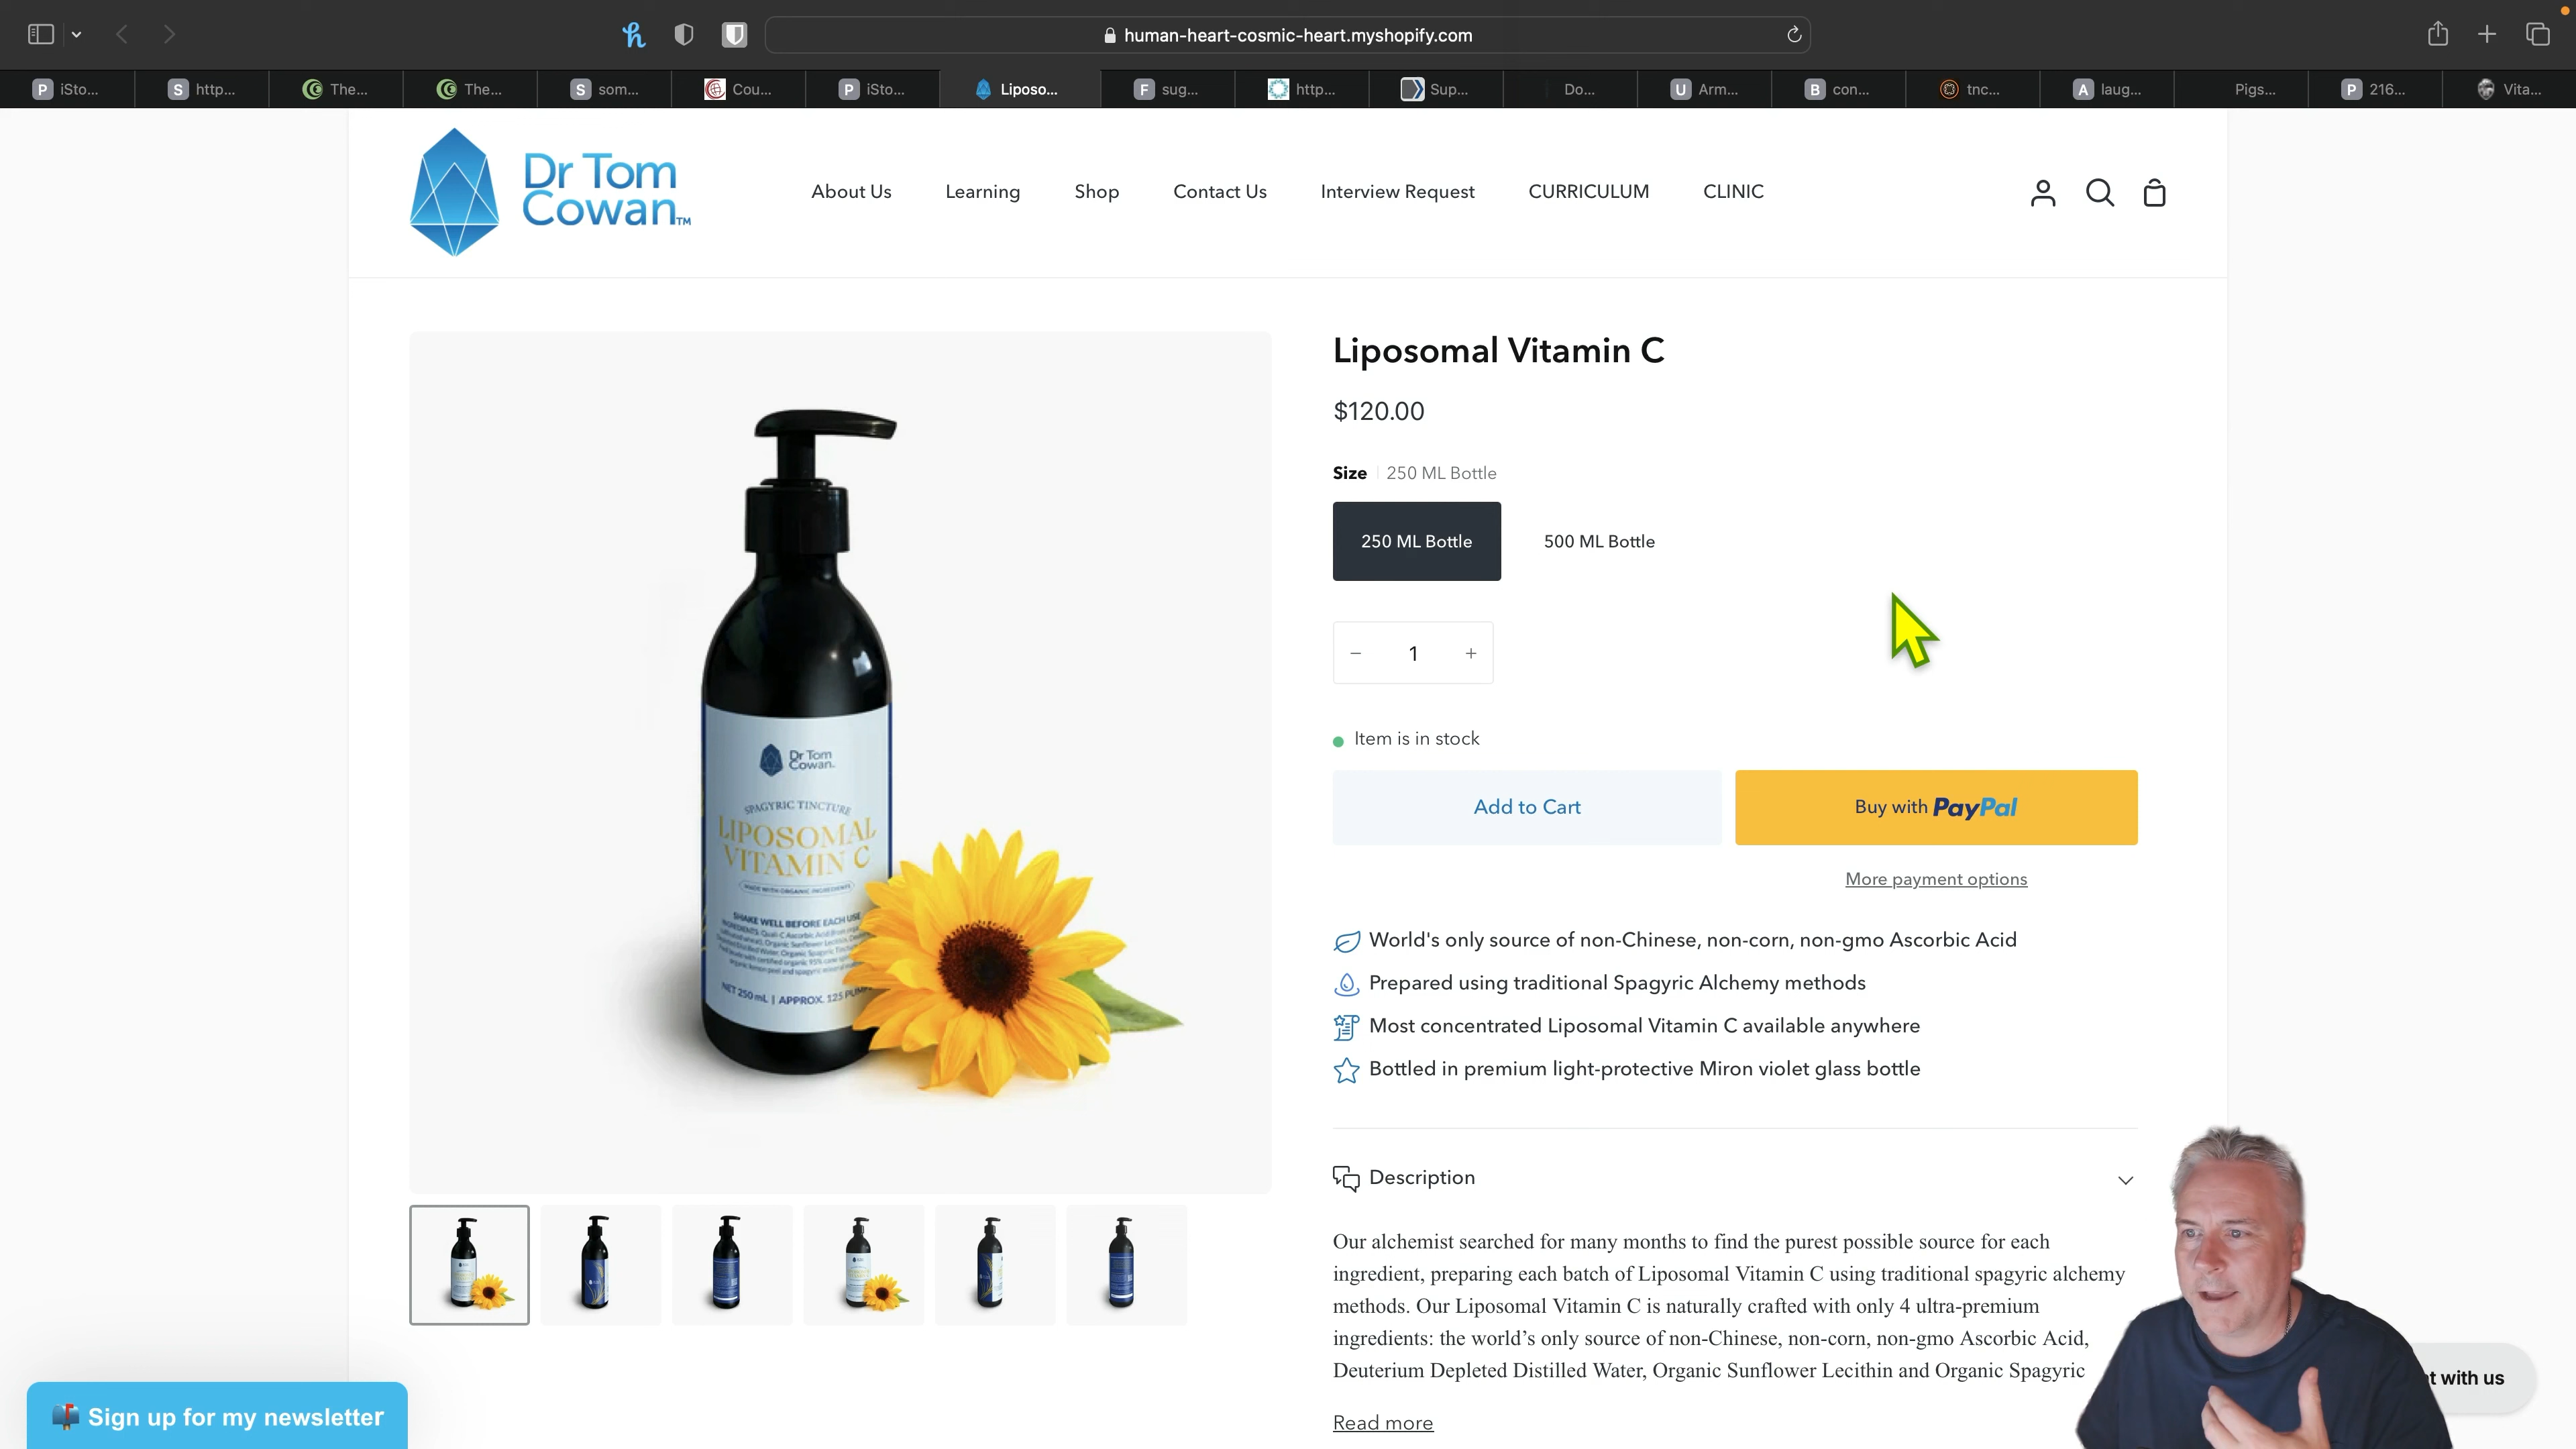 human-heart-cosmic-heart.myshopify.com
iSto...
http...
The...
The...
som...
Cou...
iSto...
Liposo...
sug...
http...
Sup...
Do...
Arm...
con...
tnc...
laug...
Pigs...
216...
Vita...
Dr Tom
Cowan™
About Us
Learning
Shop
Contact Us
Interview Request
CURRICULUM
CLINIC
Dr Tom
Cowan.
SPAGYRIC TINCTURE
LIPOSOMAL
VITAMIN C
MADE WITH ORGANIC INGREDIENTS
SHAKE WELL BEFORE EACH USE
NET 250 mL | APPROX. 125 PUMPS
Liposomal Vitamin C
$120.00
Size 250 ML Bottle
250 ML Bottle
500 ML Bottle
− 1 +
Item is in stock
Add to Cart
Buy with PayPal
More payment options
World's only source of non-Chinese, non-corn, non-gmo Ascorbic Acid
Prepared using traditional Spagyric Alchemy methods
Most concentrated Liposomal Vitamin C available anywhere
Bottled in premium light-protective Miron violet glass bottle
Description
Our alchemist searched for many months to find the purest possible source for each
ingredient, preparing each batch of Liposomal Vitamin C using traditional spagyric alchemy
methods. Our Liposomal Vitamin C is naturally crafted with only 4 ultra-premium
ingredients: the world’s only source of non-Chinese, non-corn, non-gmo Ascorbic Acid,
Deuterium Depleted Distilled Water, Organic Sunflower Lecithin and Organic Spagyric
Read more
Sign up for my newsletter
with us